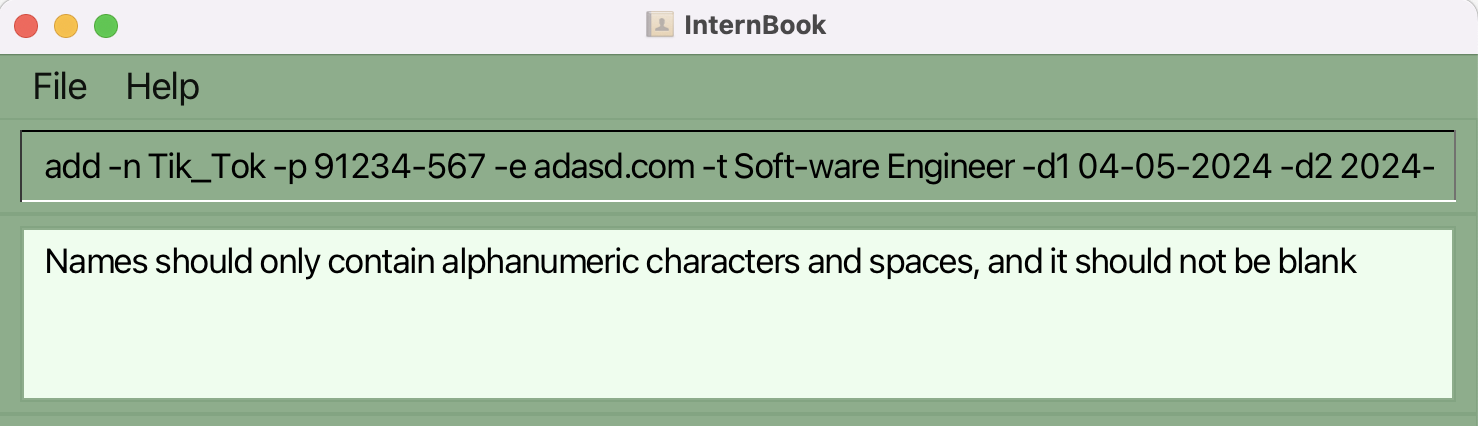 InternBook
File Help
add -n Tik_Tok -p 91234-567 -e adasd.com -t Soft-ware Engineer -d1 04-05-2024 -d2 2024-
Names should only contain alphanumeric characters and spaces, and it should not be blank